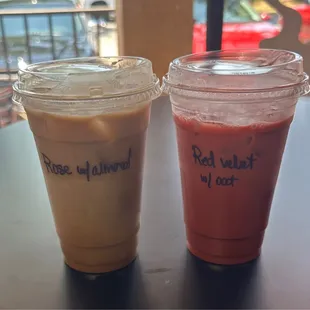 Rose w/ almond
Red velvet
w/ oat